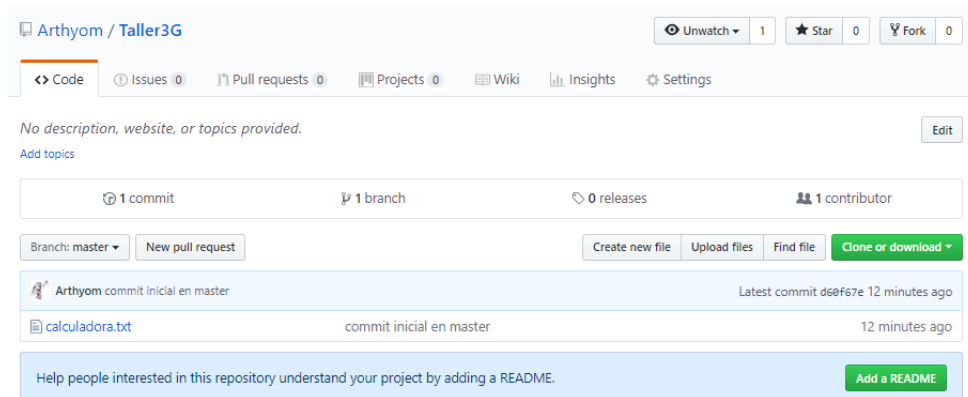 Arthyom / Taller3G
Unwatch 1 Star 0 Fork 0
Code Issues 0 Pull requests 0 Projects 0 Wiki Insights Settings
No description, website, or topics provided. Edit
Add topics
1 commit 1 branch 0 releases 1 contributor
Branch: master New pull request Create new file Upload files Find file Clone or download
Arthyom commit inicial en master Latest commit d60f67e 12 minutes ago
calculadora.txt commit inicial en master 12 minutes ago
Help people interested in this repository understand your project by adding a README. Add a README